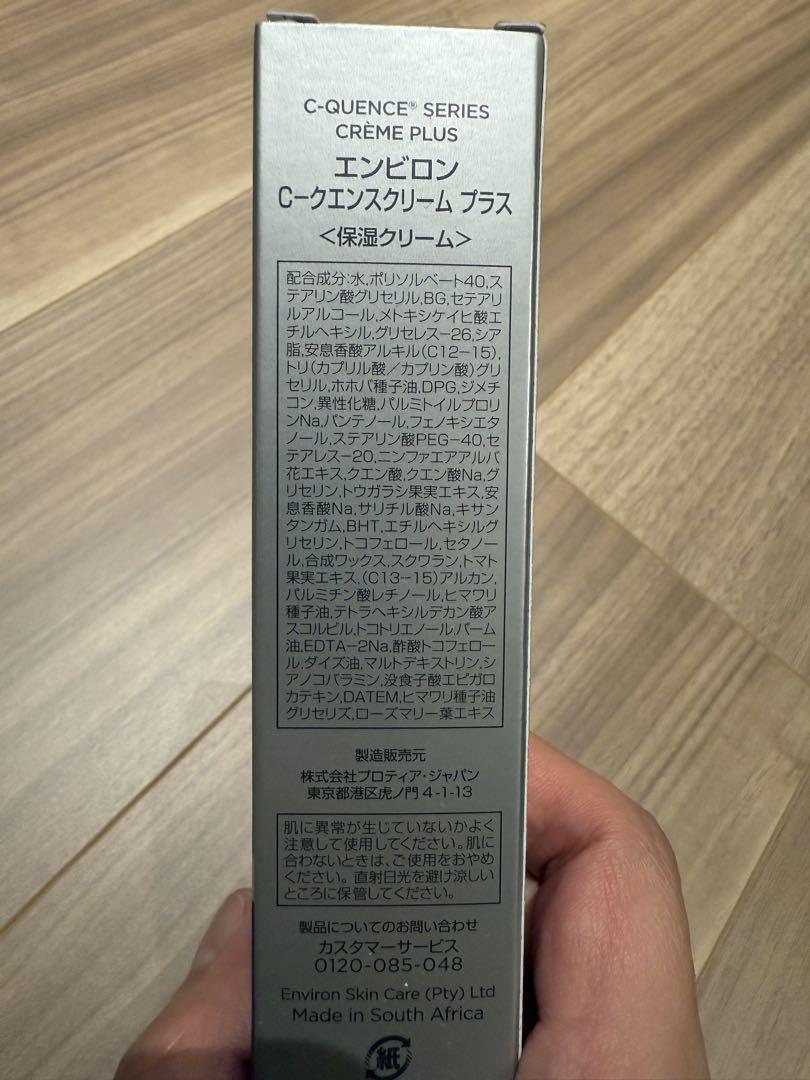 C-QUENCE® SERIES
CRÈME PLUS
エンビロン
C-クエンスクリーム プラス
<保湿クリーム>
配合成分:水,ポリソルベート40,ス
テアリン酸グリセリル,BG,セテアリ
ルアルコール,メトキシケイヒ酸エ
チルヘキシル,グリセレス-26,シア
脂,安息香酸アルキル(C12-15),
トリ(カプリル酸/カプリン酸)グリ
セリル,ホホバ種子油,DPG,ジメチ
コン,異性化糖,パルミトイルプロリ
ンNa,パンテノール,フェノキシエタ
ノール,ステアリン酸PEG-40,セ
テアレス-20,ニンファエアアルバ
花エキス,クエン酸,クエン酸Na,グ
リセリン,トウガラシ果実エキス,安
息香酸Na,サリチル酸Na,キサン
タンガム,BHT,エチルヘキシルグ
リセリン,トコフェロール,セタノー
ル,合成ワックス,スクワラン,トマト
果実エキス,(C13-15)アルカン,
パルミチン酸レチノール,ヒマワリ
種子油,テトラヘキシルデカン酸ア
スコルビル,トコトリエノール,パーム
油,EDTA-2Na,酢酸トコフェロー
ル,ダイズ油,マルトデキストリン,シ
アノコバラミン,没食子酸エピガロ
カテキン,DATEM,ヒマワリ種子油
グリセリズ,ローズマリー葉エキス
製造販売元
株式会社プロティア・ジャパン
東京都港区虎ノ門4-1-13
肌に異常が生じていないかよく
注意して使用してください。肌に
合わないときは、ご使用をおやめ
ください。直射日光を避け涼しい
ところに保管してください。
製品についてのお問い合わせ
カスタマーサービス
0120-085-048
Environ Skin Care (Pty) Ltd
Made in South Africa
紙